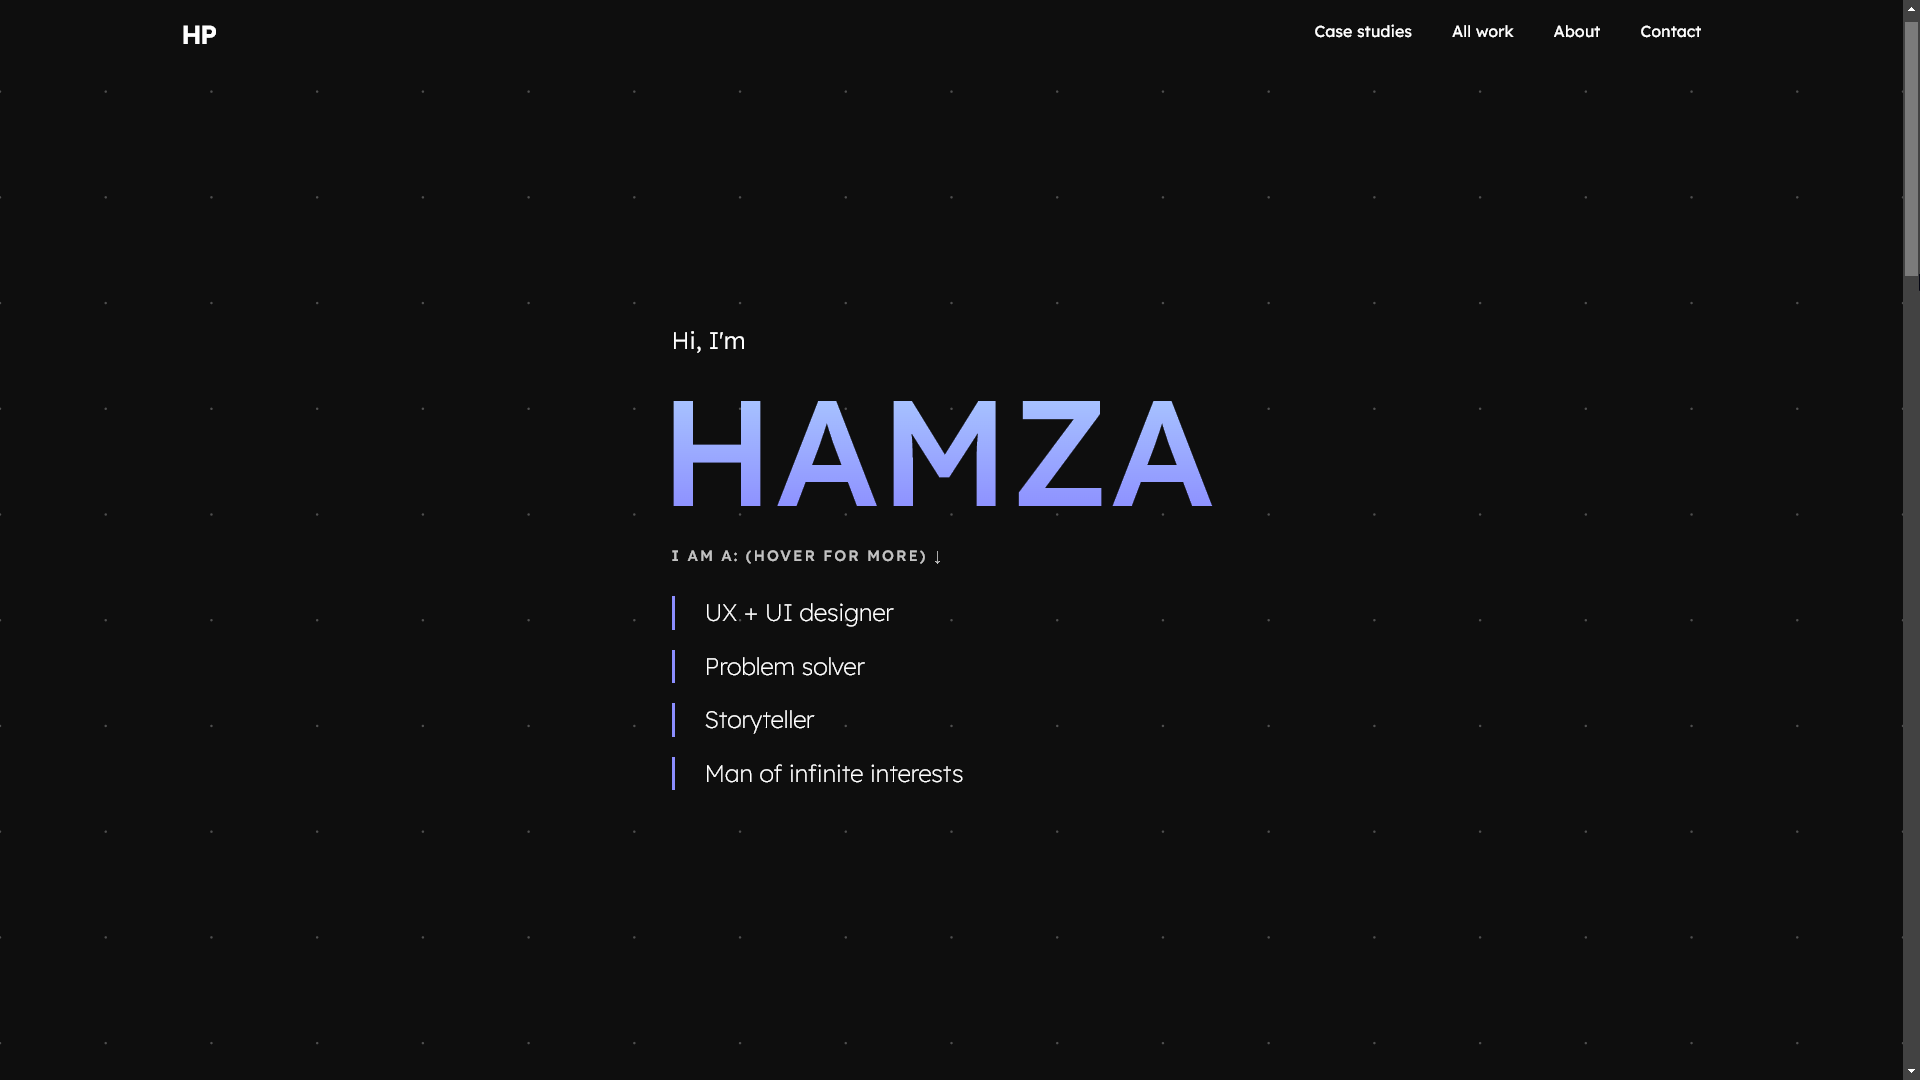 HP
Case studies All work About Contact
Hi, I'm
HAMZA
I AM A: (HOVER FOR MORE) ↓
UX + UI designer
Problem solver
Storyteller
Man of infinite interests